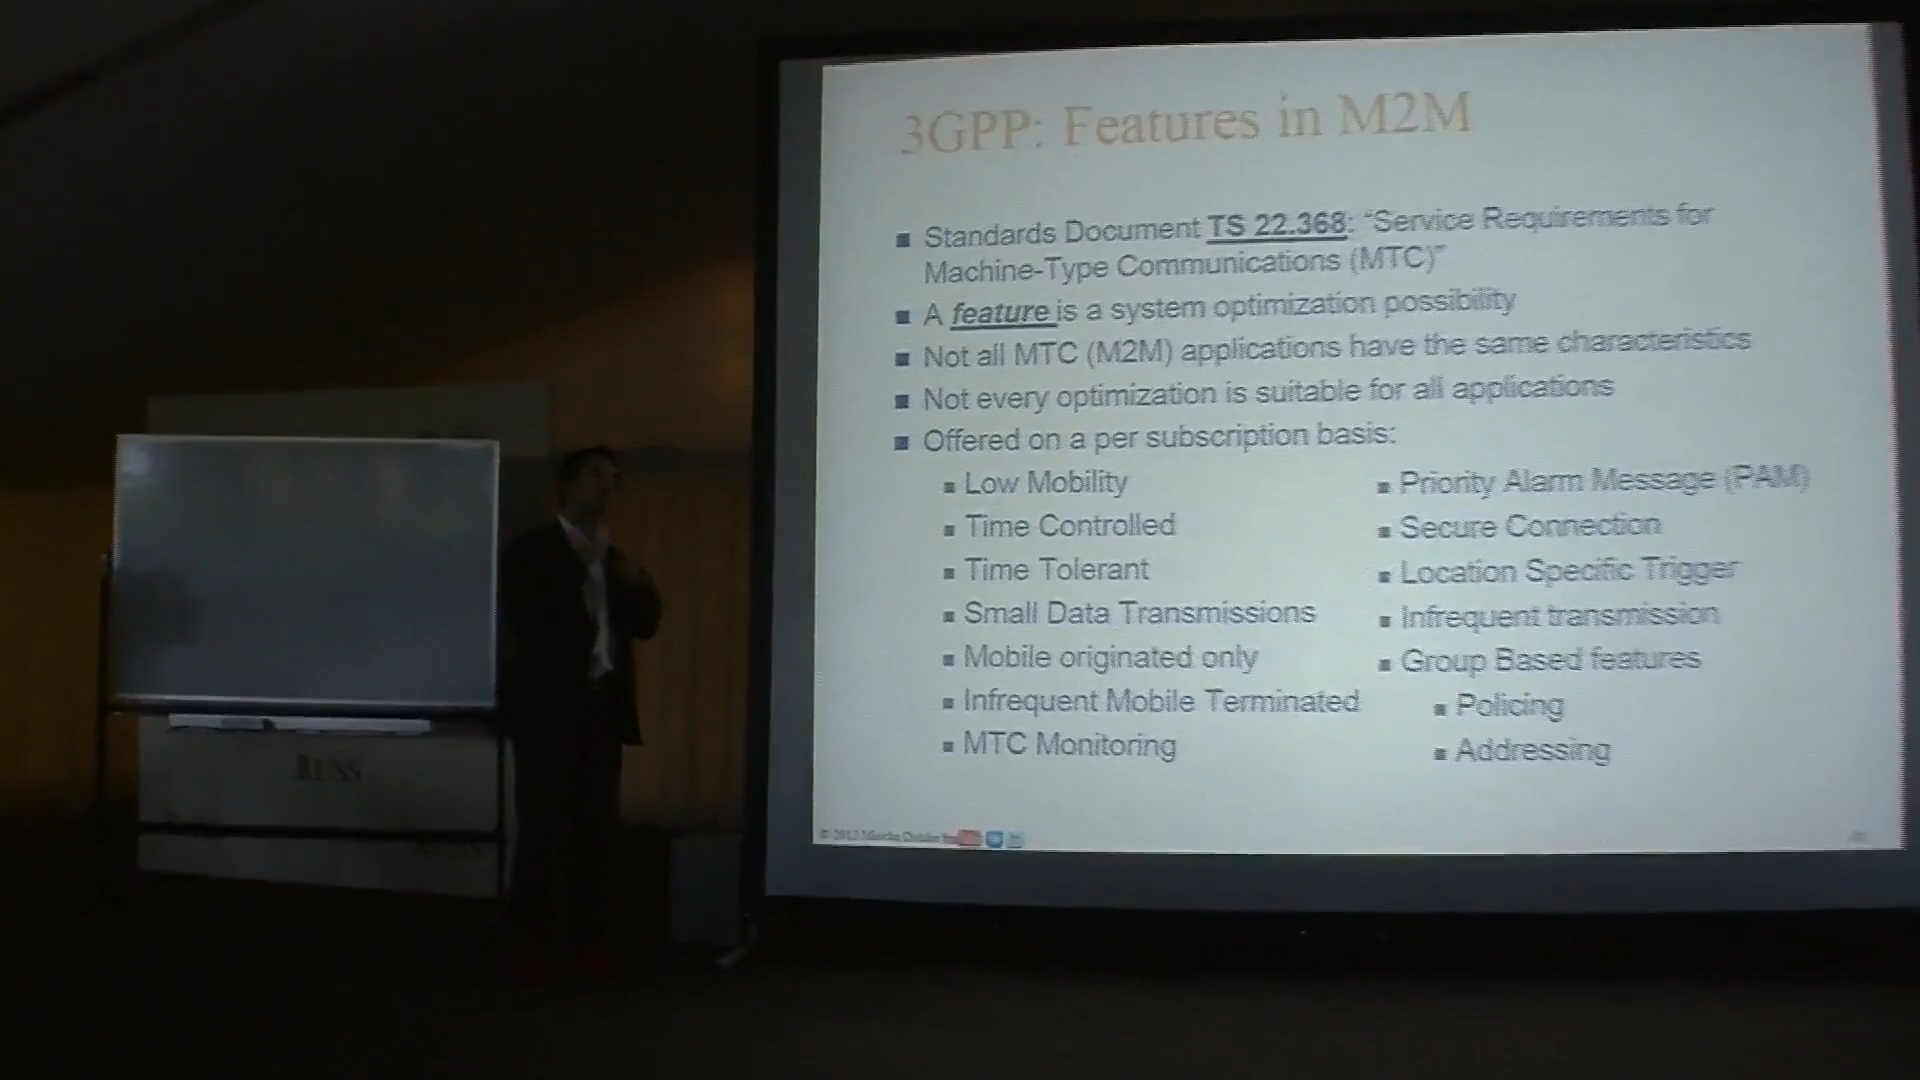 3GPP: Features in M2M
■ Standards Document TS 22.368: “Service Requirements for
Machine-Type Communications (MTC)”
■ A feature is a system optimization possibility
■ Not all MTC (M2M) applications have the same characteristics
■ Not every optimization is suitable for all applications
■ Offered on a per subscription basis:
■ Low Mobility
■ Time Controlled
■ Time Tolerant
■ Small Data Transmissions
■ Mobile originated only
■ Infrequent Mobile Terminated
■ MTC Monitoring
■ Priority Alarm Message (PAM)
■ Secure Connection
■ Location Specific Trigger
■ Infrequent transmission
■ Group Based features
■ Policing
■ Addressing
© 2012
RUSS